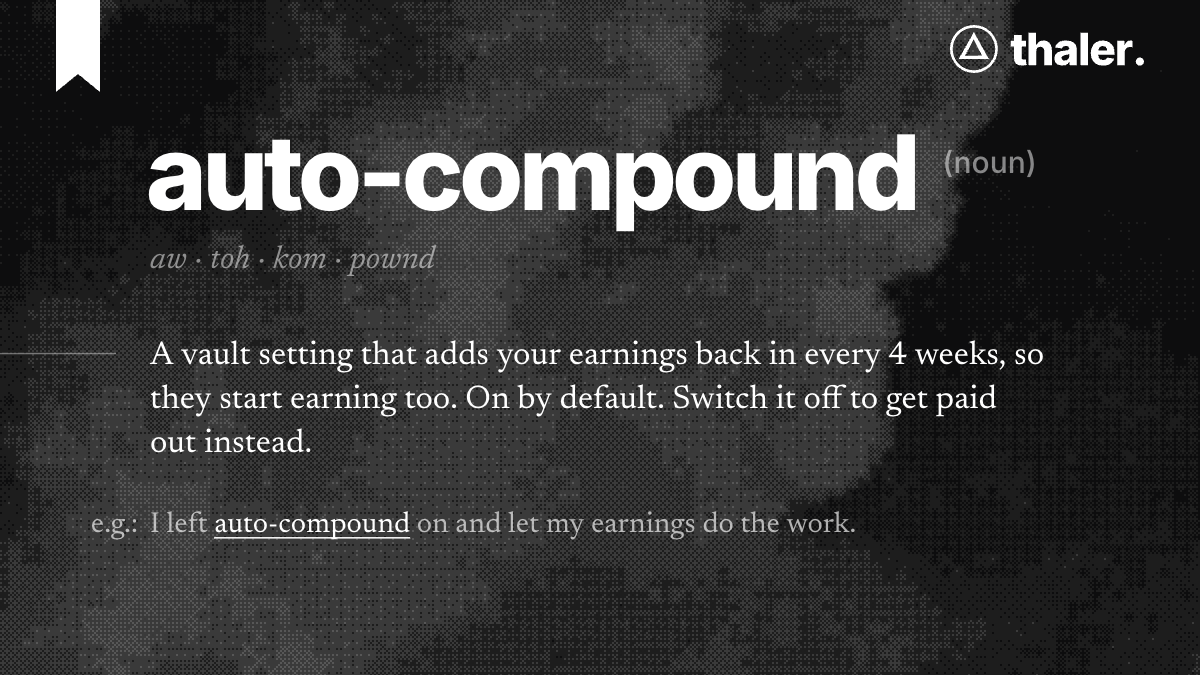 thaler.
auto-compound (noun)
aw · toh · kom · pownd
A vault setting that adds your earnings back in every 4 weeks, so
they start earning too. On by default. Switch it off to get paid
out instead.
e.g.: I left auto-compound on and let my earnings do the work.